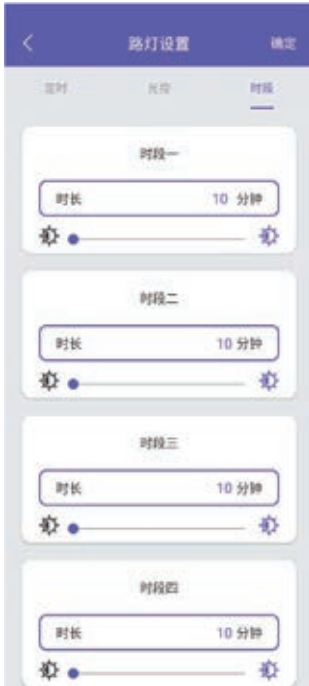 路灯设置 确定
定时 光控 时段
时段一
时长 10 分钟
时段二
时长 10 分钟
时段三
时长 10 分钟
时段四
时长 10 分钟